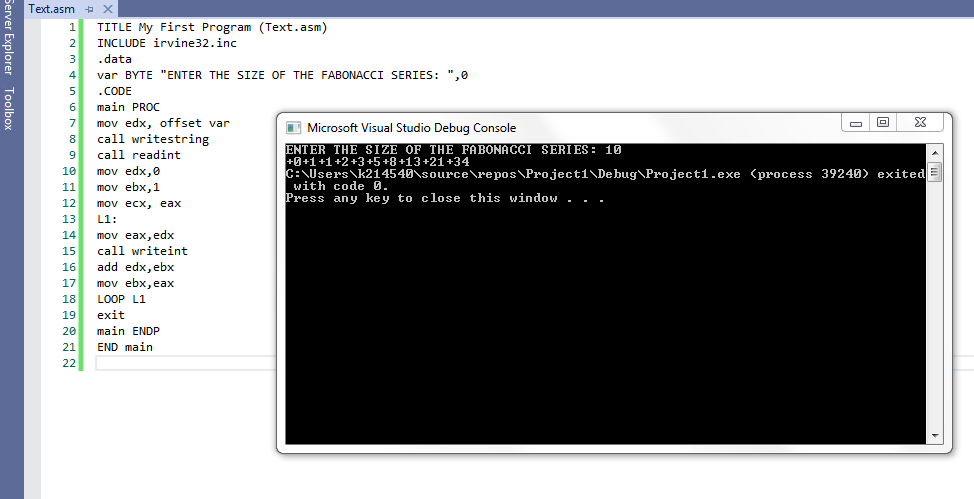 Server Explorer
Toolbox
Text.asm
1 TITLE My First Program (Text.asm)
2 INCLUDE irvine32.inc
3 .data
4 var BYTE "ENTER THE SIZE OF THE FABONACCI SERIES: ",0
5 .CODE
6 main PROC
7 mov edx, offset var
8 call writestring
9 call readint
10 mov edx,0
11 mov ebx,1
12 mov ecx, eax
13 L1:
14 mov eax,edx
15 call writeint
16 add edx,ebx
17 mov ebx,eax
18 LOOP L1
19 exit
20 main ENDP
21 END main
22
Microsoft Visual Studio Debug Console
ENTER THE SIZE OF THE FABONACCI SERIES: 10
+0+1+1+2+3+5+8+13+21+34
C:\Users\k214540\source\repos\Project1\Debug\Project1.exe (process 39240) exited
with code 0.
Press any key to close this window . . .